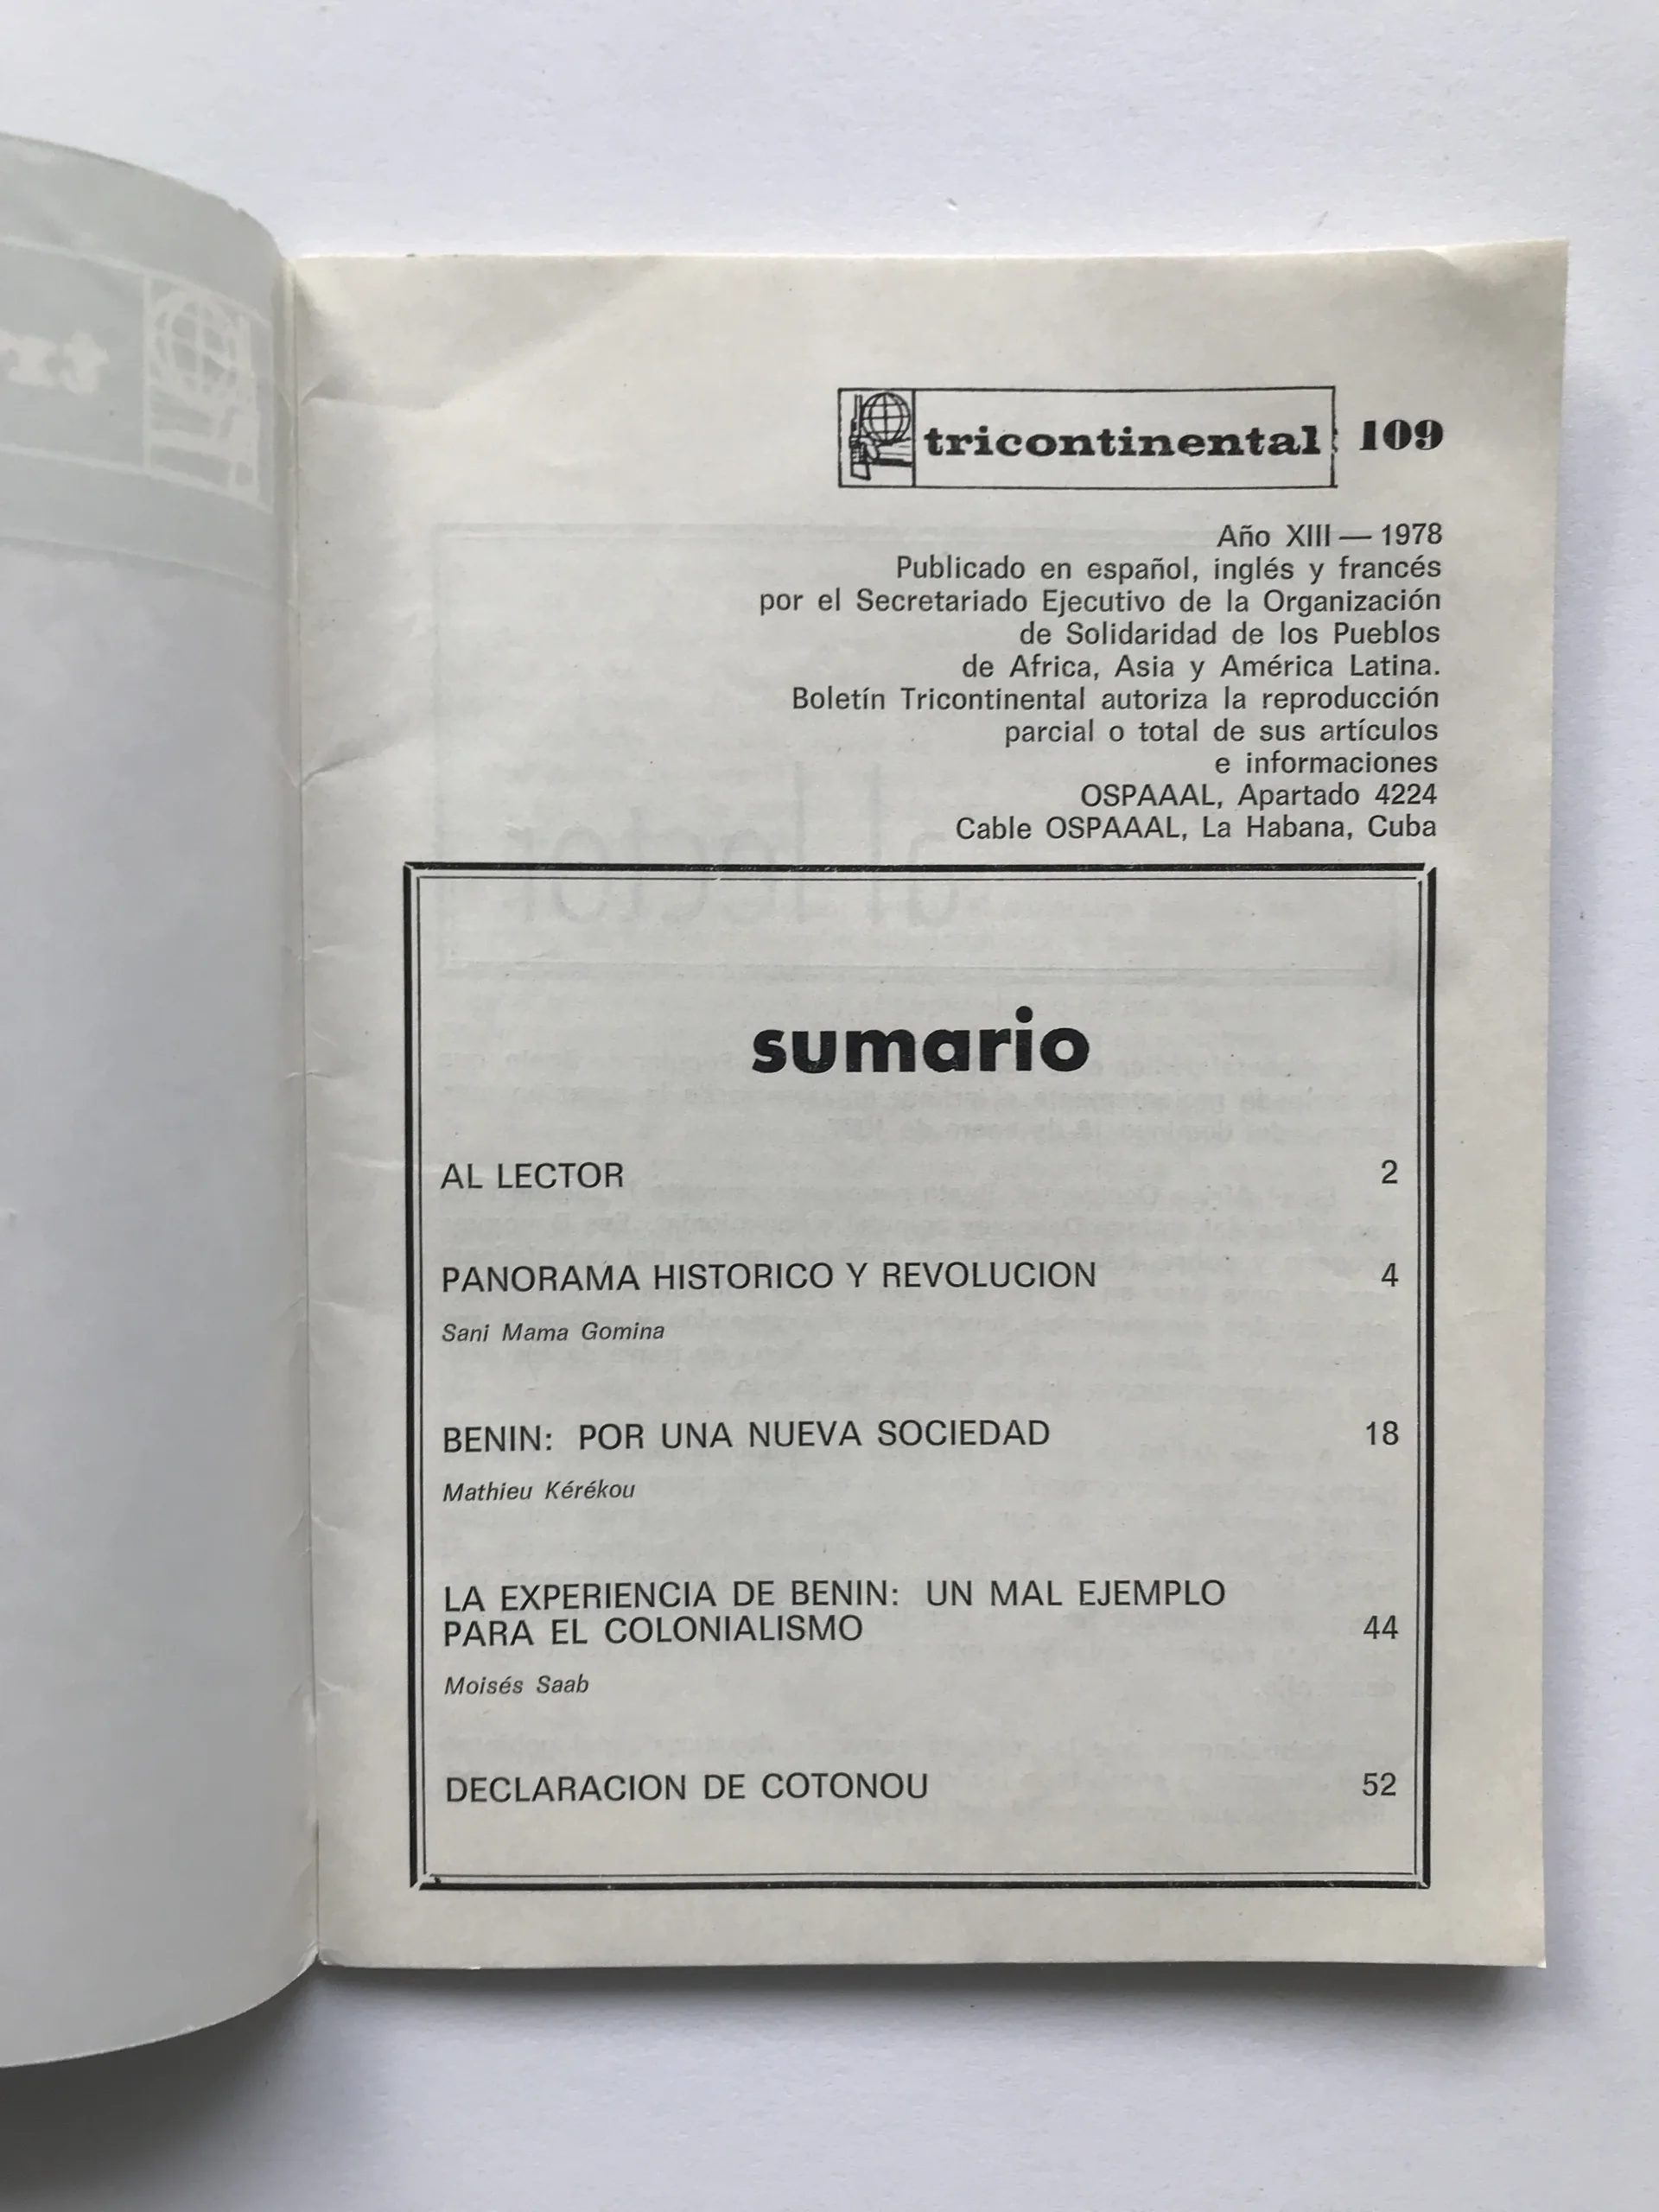 tricontinental 109
Año XIII — 1978
Publicado en español, inglés y francés
por el Secretariado Ejecutivo de la Organización
de Solidaridad de los Pueblos
de Africa, Asia y América Latina.
Boletín Tricontinental autoriza la reproducción
parcial o total de sus artículos
e informaciones
OSPAAAL, Apartado 4224
Cable OSPAAAL, La Habana, Cuba
sumario
AL LECTOR 2
PANORAMA HISTORICO Y REVOLUCION 4
Sani Mama Gomina
BENIN: POR UNA NUEVA SOCIEDAD 18
Mathieu Kérékou
LA EXPERIENCIA DE BENIN: UN MAL EJEMPLO
PARA EL COLONIALISMO 44
Moisés Saab
DECLARACION DE COTONOU 52